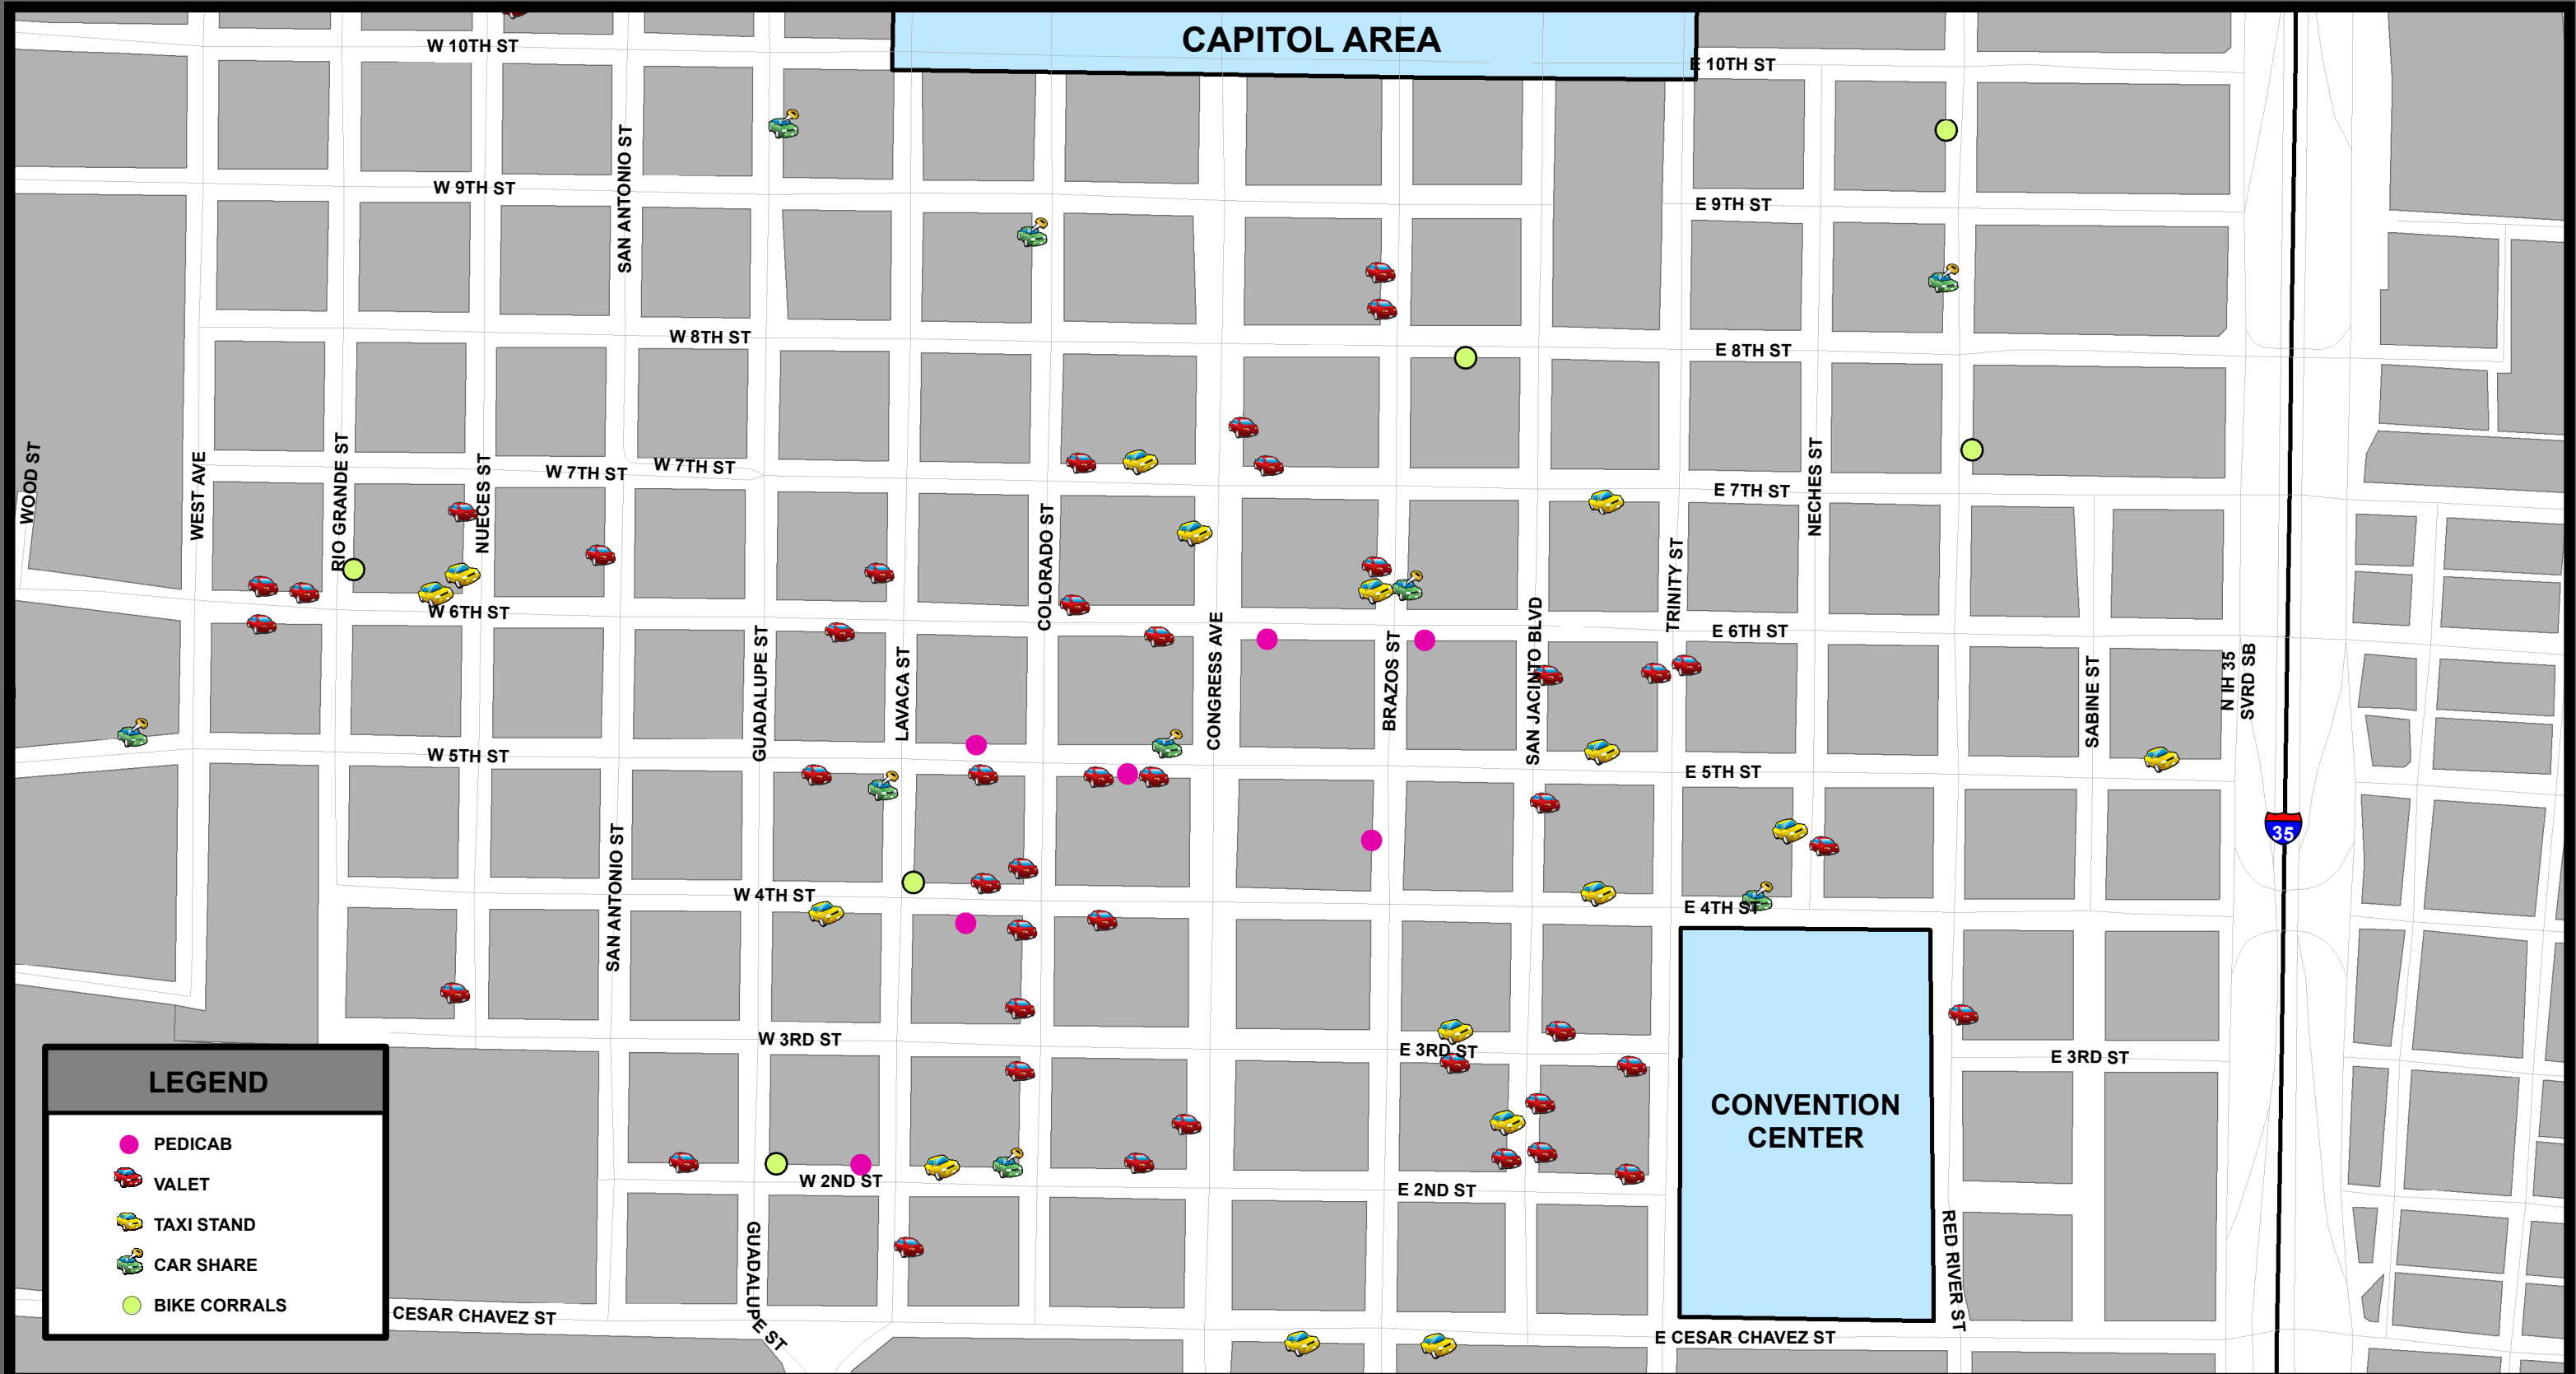 CAPITOL AREA
W 10TH ST
E 10TH ST
SAN ANTONIO ST
W 9TH ST
E 9TH ST
W 8TH ST
E 8TH ST
WOOD ST
WEST AVE
RIO GRANDE ST
NUECES ST
W 7TH ST
W 7TH ST
E 7TH ST
NECHES ST
COLORADO ST
TRINITY ST
W 6TH ST
E 6TH ST
GUADALUPE ST
LAVACA ST
CONGRESS AVE
BRAZOS ST
SAN JACINTO BLVD
SABINE ST
N IH 35
SVRD SB
W 5TH ST
E 5TH ST
35
SAN ANTONIO ST
W 4TH ST
E 4TH ST
W 3RD ST
E 3RD ST
E 3RD ST
CONVENTION
CENTER
W 2ND ST
E 2ND ST
GUADALUPE ST
RED RIVER ST
CESAR CHAVEZ ST
E CESAR CHAVEZ ST
LEGEND
PEDICAB
VALET
TAXI STAND
CAR SHARE
BIKE CORRALS